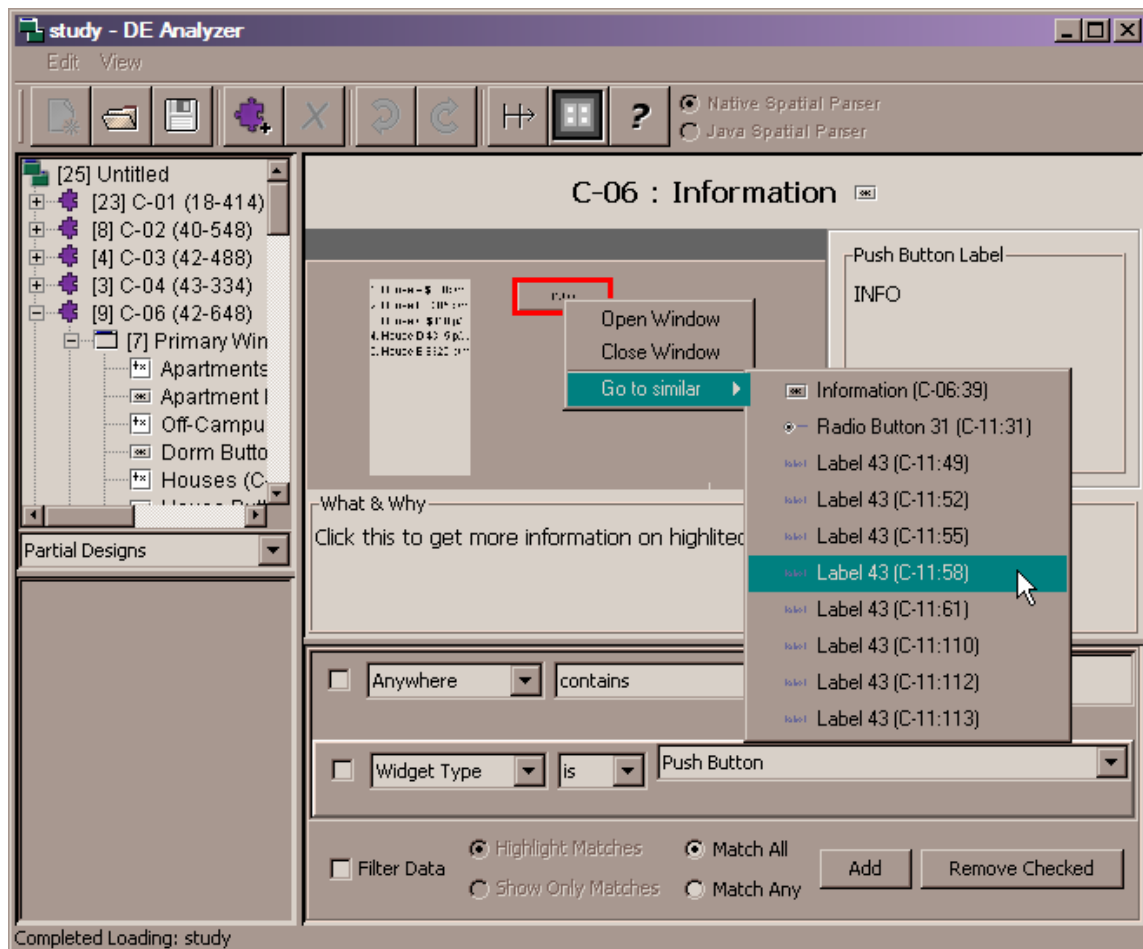 study - DE Analyzer
Edit View
Native Spatial Parser
Java Spatial Parser
[25] Untitled
[23] C-01 (18-414)
[8] C-02 (40-548)
[4] C-03 (42-488)
[3] C-04 (43-334)
[9] C-06 (42-648)
[7] Primary Win
Apartments
Apartment
Off-Campu
Dorm Butto
Houses (C-
Partial Designs
C-06 : Information
Push Button Label
INFO
Open Window
Close Window
Go to similar
Information (C-06:39)
Radio Button 31 (C-11:31)
Label 43 (C-11:49)
Label 43 (C-11:52)
Label 43 (C-11:55)
Label 43 (C-11:58)
Label 43 (C-11:61)
Label 43 (C-11:110)
Label 43 (C-11:112)
Label 43 (C-11:113)
What & Why
Click this to get more information on highlited
Anywhere contains
Widget Type is Push Button
Filter Data
Highlight Matches
Show Only Matches
Match All
Match Any
Add
Remove Checked
Completed Loading: study